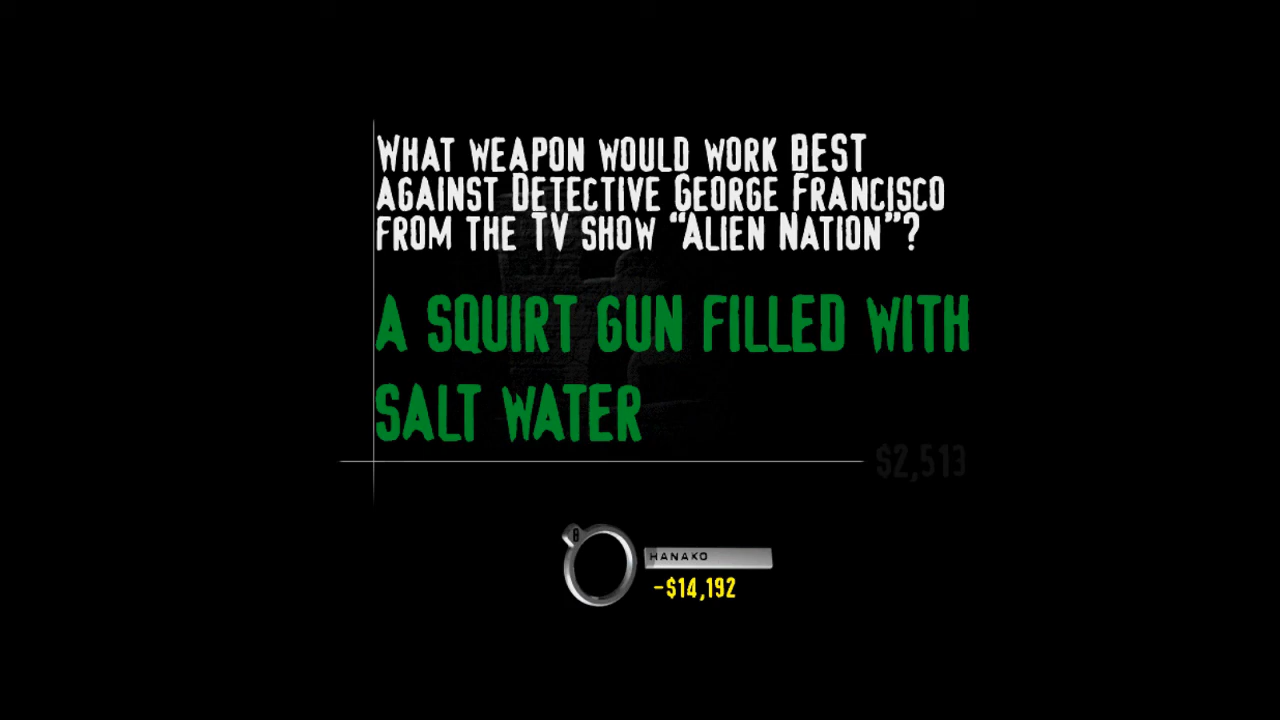 WHAT WEAPON WOULD WORK BEST
AGAINST DETECTIVE GEORGE FRANCISCO
FROM THE TV SHOW “ALIEN NATION”?
A SQUIRT GUN FILLED WITH
SALT WATER
$2,513
8
HANAKO
-$14,192